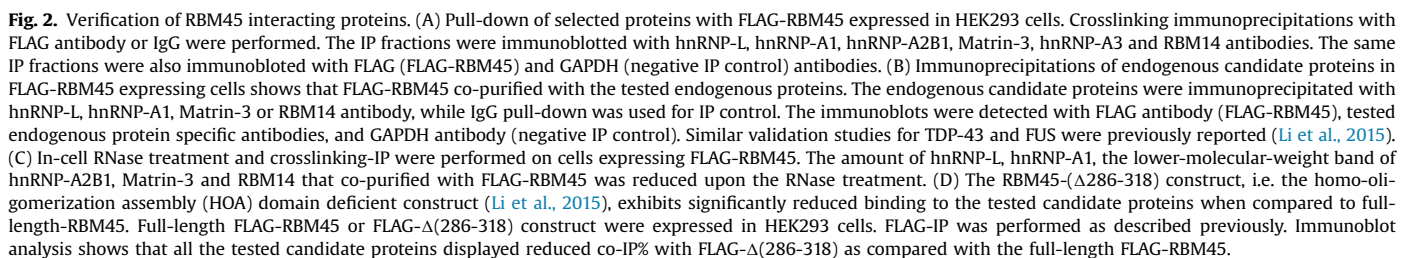 Fig. 2. Verification of RBM45 interacting proteins. (A) Pull-down of selected proteins with FLAG-RBM45 expressed in HEK293 cells. Crosslinking immunoprecipitations with
FLAG antibody or IgG were performed. The IP fractions were immunoblotted with hnRNP-L, hnRNP-A1, hnRNP-A2B1, Matrin-3, hnRNP-A3 and RBM14 antibodies. The same
IP fractions were also immunobloted with FLAG (FLAG-RBM45) and GAPDH (negative IP control) antibodies. (B) Immunoprecipitations of endogenous candidate proteins in
FLAG-RBM45 expressing cells shows that FLAG-RBM45 co-purified with the tested endogenous proteins. The endogenous candidate proteins were immunoprecipitated with
hnRNP-L, hnRNP-A1, Matrin-3 or RBM14 antibody, while IgG pull-down was used for IP control. The immunoblots were detected with FLAG antibody (FLAG-RBM45), tested
endogenous protein specific antibodies, and GAPDH antibody (negative IP control). Similar validation studies for TDP-43 and FUS were previously reported (Li et al., 2015).
(C) In-cell RNase treatment and crosslinking-IP were performed on cells expressing FLAG-RBM45. The amount of hnRNP-L, hnRNP-A1, the lower-molecular-weight band of
hnRNP-A2B1, Matrin-3 and RBM14 that co-purified with FLAG-RBM45 was reduced upon the RNase treatment. (D) The RBM45-(Δ286-318) construct, i.e. the homo-oli-
gomerization assembly (HOA) domain deficient construct (Li et al., 2015), exhibits significantly reduced binding to the tested candidate proteins when compared to full-
length-RBM45. Full-length FLAG-RBM45 or FLAG-Δ(286-318) construct were expressed in HEK293 cells. FLAG-IP was performed as described previously. Immunoblot
analysis shows that all the tested candidate proteins displayed reduced co-IP% with FLAG-Δ(286-318) as compared with the full-length FLAG-RBM45.